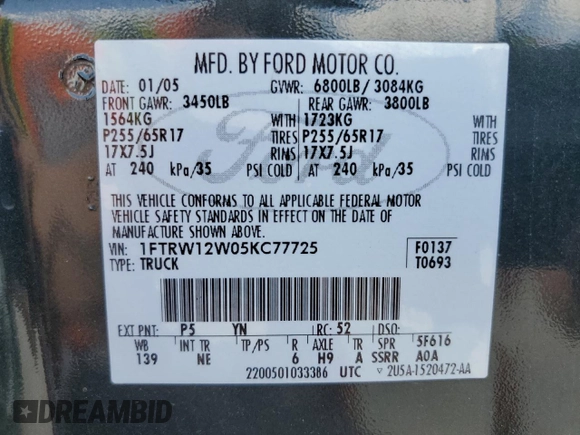 MFD. BY FORD MOTOR CO.
DATE: 01/05 GVWR: 6800LB/ 3084KG
FRONT GAWR: 3450LB REAR GAWR: 3800LB
1564KG WITH 1723KG WITH
P255/65R17 TIRES P255/65R17 TIRES
17X7.5J RIMS 17X7.5J RIMS
AT 240 kPa/35 PSI COLD AT 240 kPa/35 PSI COLD
THIS VEHICLE CONFORMS TO ALL APPLICABLE FEDERAL MOTOR
VEHICLE SAFETY STANDARDS IN EFFECT ON THE DATE OF
MANUFACTURE SHOWN ABOVE.
VIN: 1FTRW12W05KC77725 F0137
TYPE: TRUCK T0693
EXT PNT: P5 YN RC: 52 DSO:
WB INT TR TP/PS R AXLE TR SPR 5F616
139 NE 6 H9 A SSRR AOA
2200501033386 UTC ▽ 2U5A-1520472-AA
Ford
DREAMBID